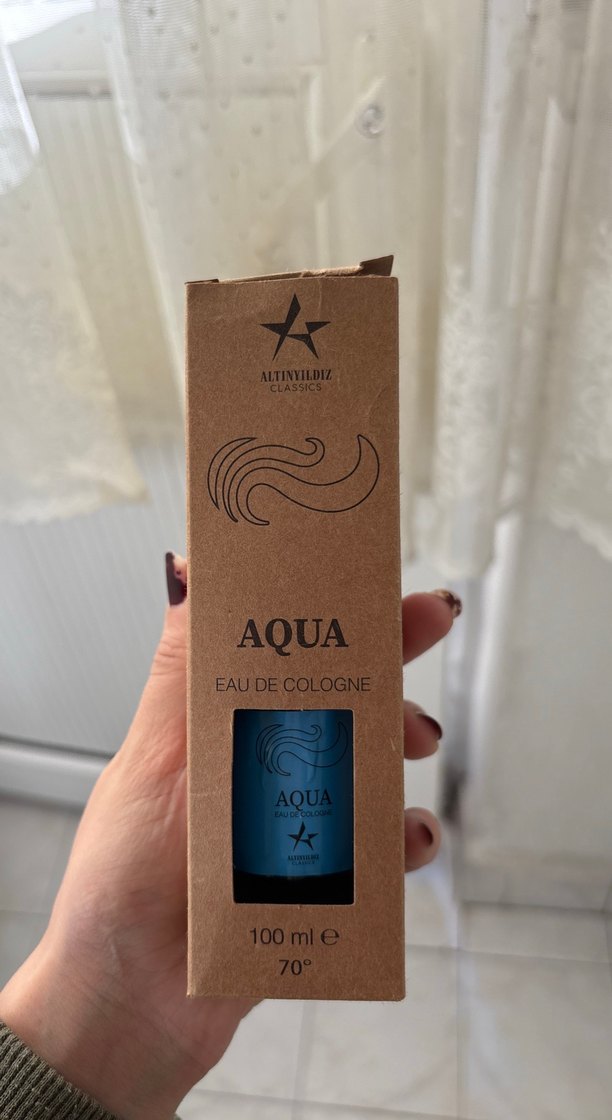 ALTINYILDIZ
CLASSICS
AQUA
EAU DE COLOGNE
AQUA
EAU DE COLOGNE
ALTINYILDIZ
CLASSICS
100 ml ℮
70°